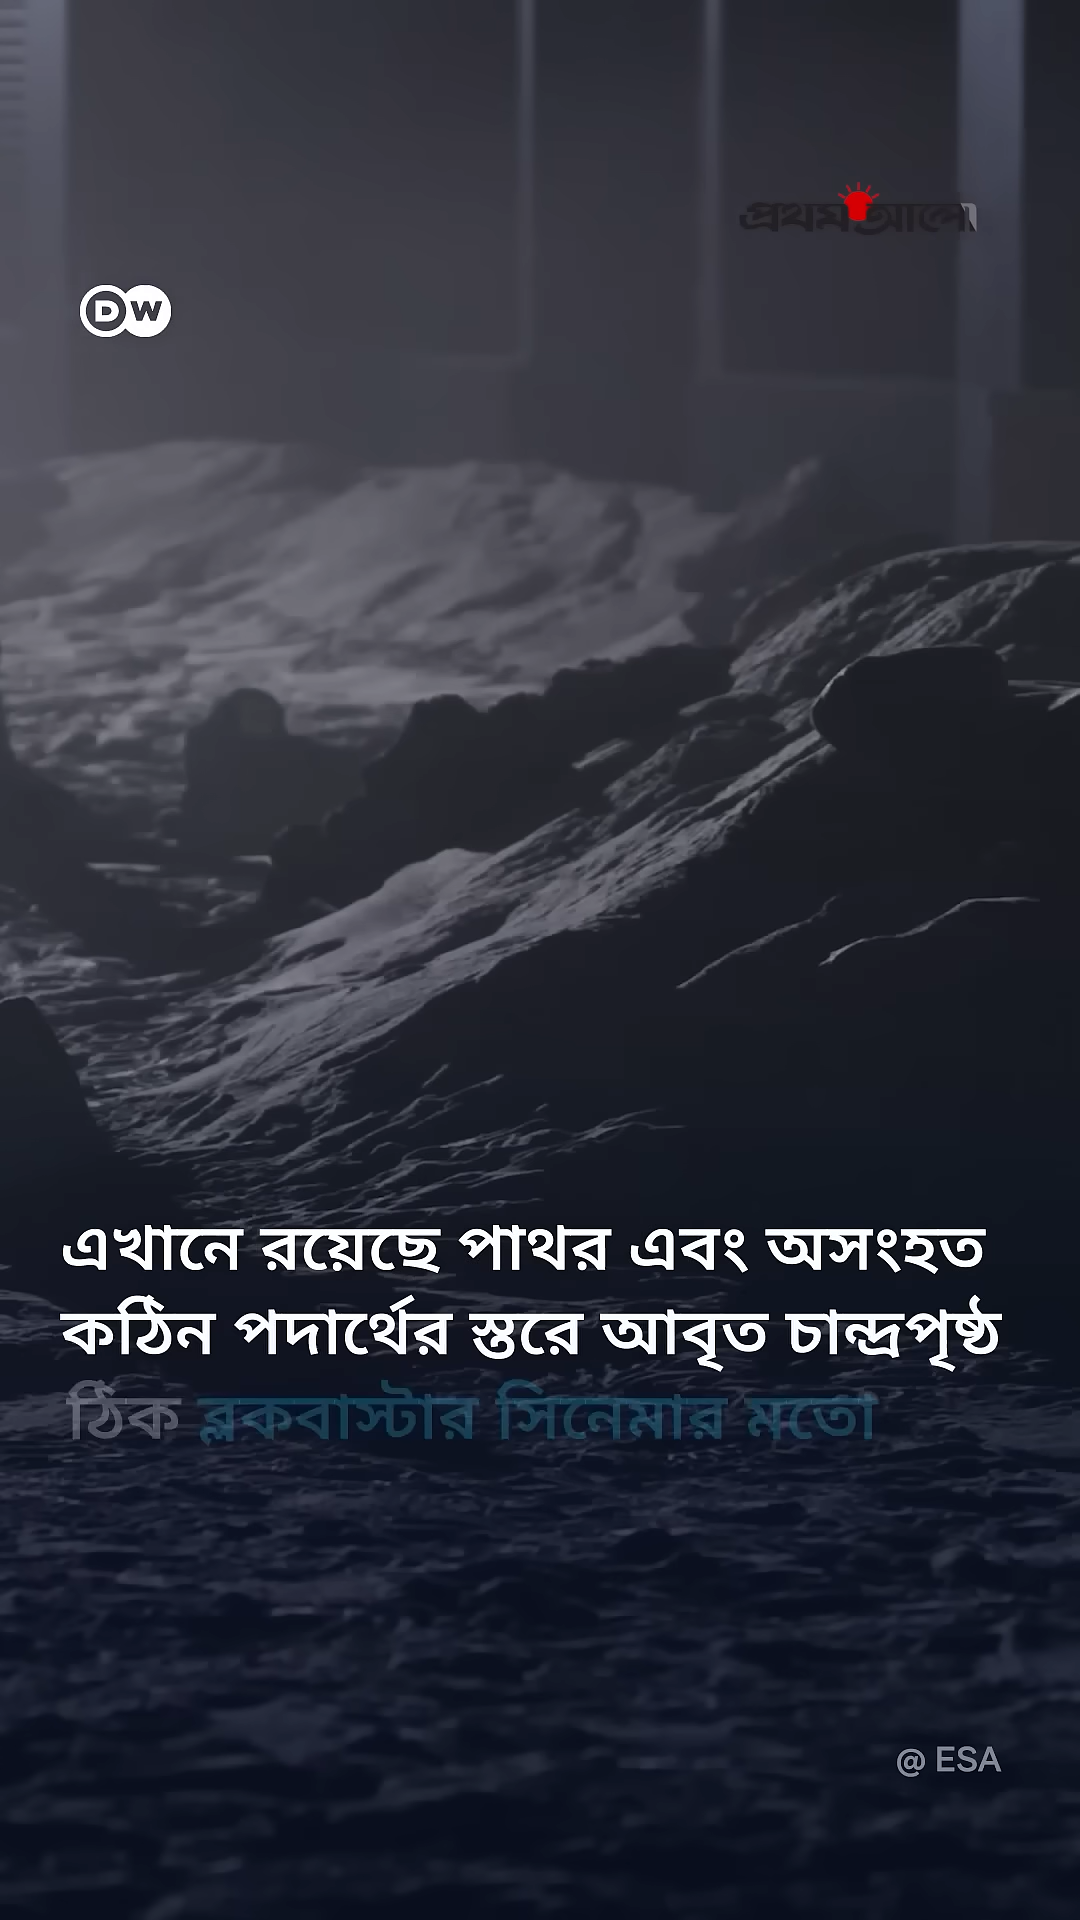 প্রথম আলো
DW
এখানে রয়েছে পাথর এবং অসংহত
কঠিন পদার্থের স্তরে আবৃত চান্দ্রপৃষ্ঠ
ঠিক ব্লকবাস্টার সিনেমার মতো
@ ESA